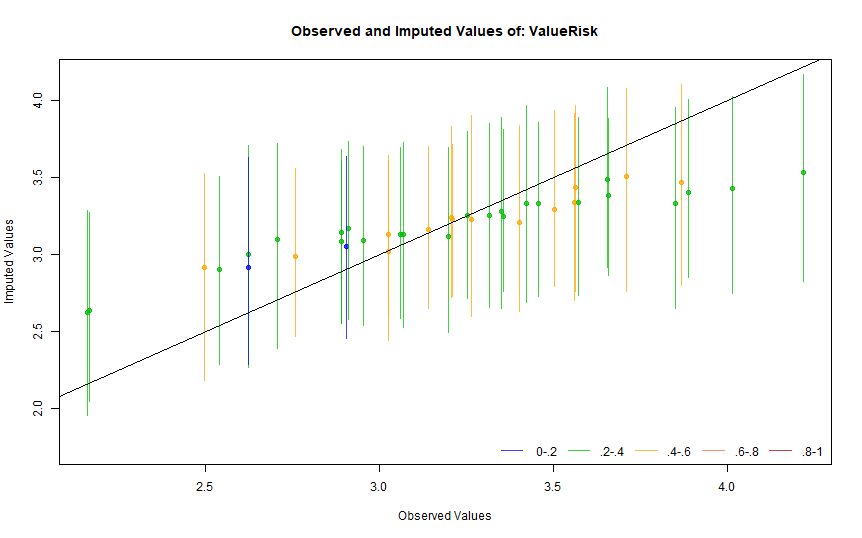 Observed and Imputed Values of: ValueRisk
Imputed Values
4.0
3.5
3.0
2.5
2.0
0-.2 .2-.4 .4-.6 .6-.8 .8-1
2.5 3.0 3.5 4.0
Observed Values